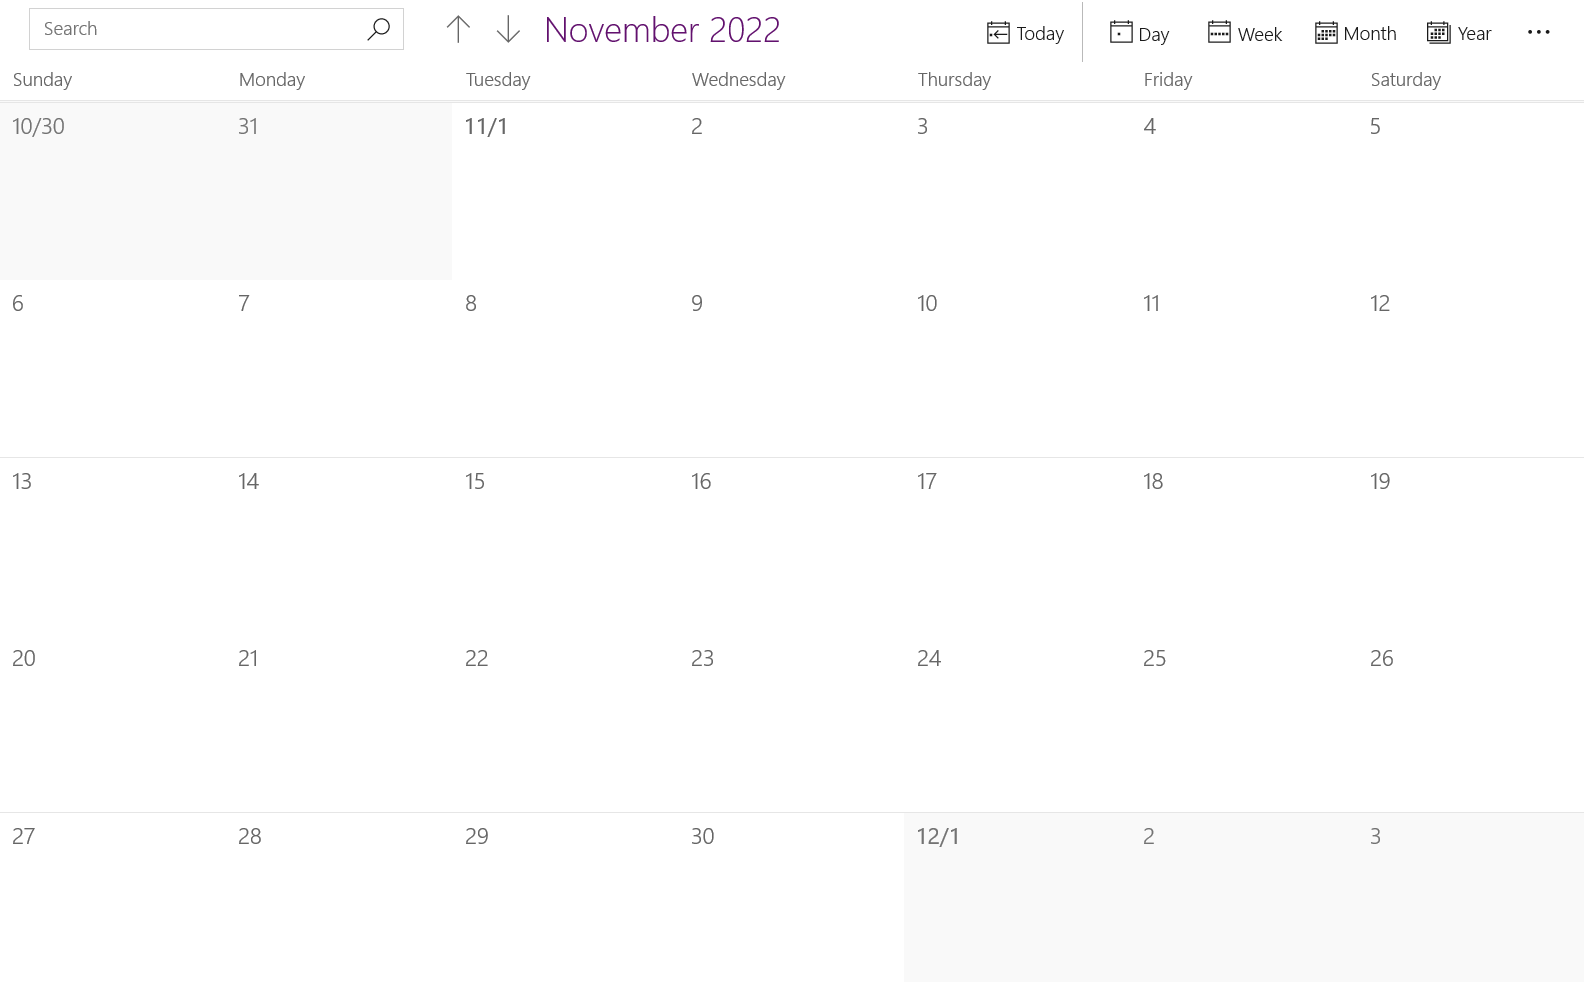 Search November 2022 Today Day Week Month Year
Sunday Monday Tuesday Wednesday Thursday Friday Saturday
10/30 31 11/1 2 3 4 5
6 7 8 9 10 11 12
13 14 15 16 17 18 19
20 21 22 23 24 25 26
27 28 29 30 12/1 2 3